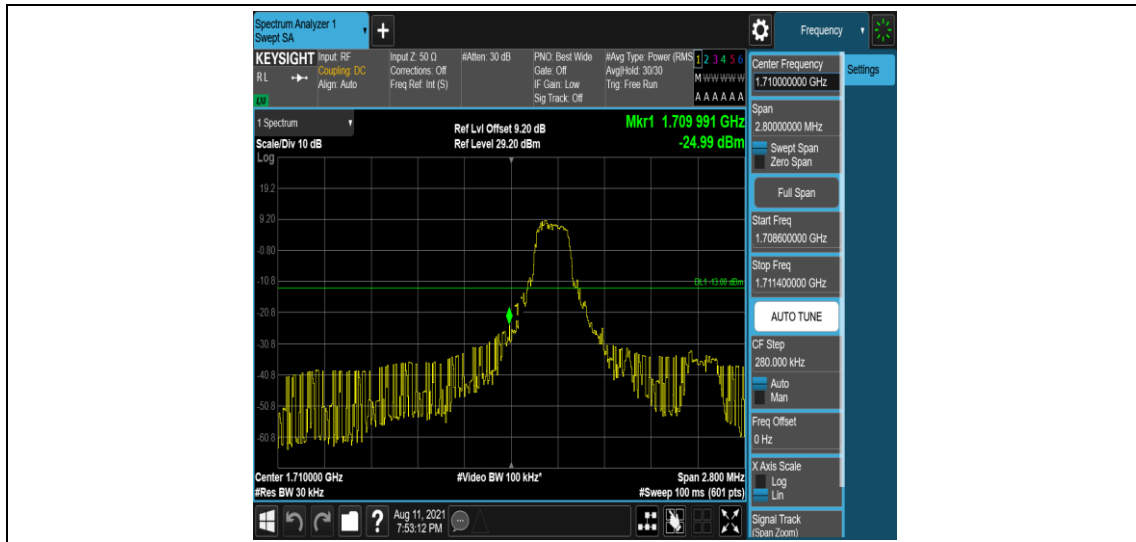 Spectrum Analyzer 1
Swept SA
+
Frequency
KEYSIGHT
Input: RF
Input Z: 50 Ω
#Atten: 30 dB
PNO: Best Wide
#Avg Type: Power (RMS
1 2 3 4 5 6
RL
Coupling: DC
Corrections: Off
Gate: Off
Avg|Hold: 30/30
M W W W W W
Align: Auto
Freq Ref: Int (S)
IF Gain: Low
Trig: Free Run
Sig Track: Off
A A A A A A
1 Spectrum
Ref Lvl Offset 9.20 dB
Mkr1 1.709 991 GHz
Scale/Div 10 dB
Ref Level 29.20 dBm
-24.99 dBm
Log
19.2
9.20
-0.80
-10.8
DL1 -13.00 dBm
-20.8
-30.8
-40.8
-50.8
-60.8
Center 1.710000 GHz
#Video BW 100 kHz*
Span 2.800 MHz
#Res BW 30 kHz
#Sweep 100 ms (601 pts)
?
Aug 11, 2021
7:53:12 PM
Center Frequency
1.710000000 GHz
Settings
Span
2.80000000 MHz
Swept Span
Zero Span
Full Span
Start Freq
1.708600000 GHz
Stop Freq
1.711400000 GHz
AUTO TUNE
CF Step
280.000 kHz
Auto
Man
Freq Offset
0 Hz
X Axis Scale
Log
Lin
Signal Track
(Span Zoom)